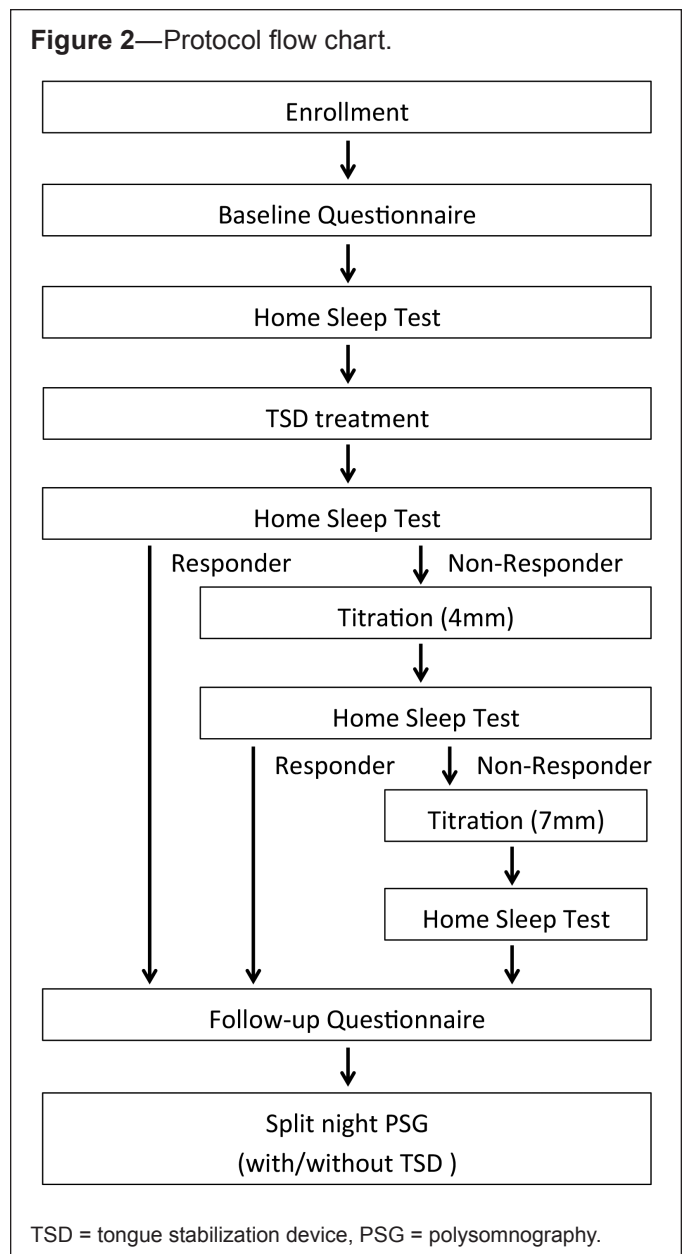 Figure 2—Protocol flow chart.
Enrollment
Baseline Questionnaire
Home Sleep Test
TSD treatment
Home Sleep Test
Responder Non-Responder
Titration (4mm)
Home Sleep Test
Responder Non-Responder
Titration (7mm)
Home Sleep Test
Follow-up Questionnaire
Split night PSG
(with/without TSD )
TSD = tongue stabilization device, PSG = polysomnography.